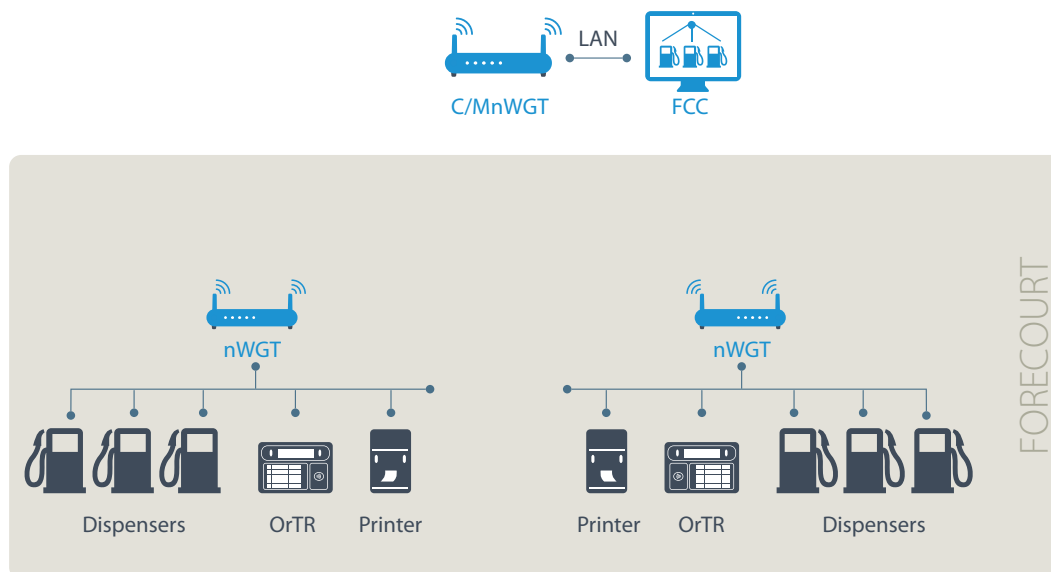 LAN
C/MnWGT
FCC
FORECOURT
nWGT
nWGT
Dispensers
OrTR
Printer
Printer
OrTR
Dispensers